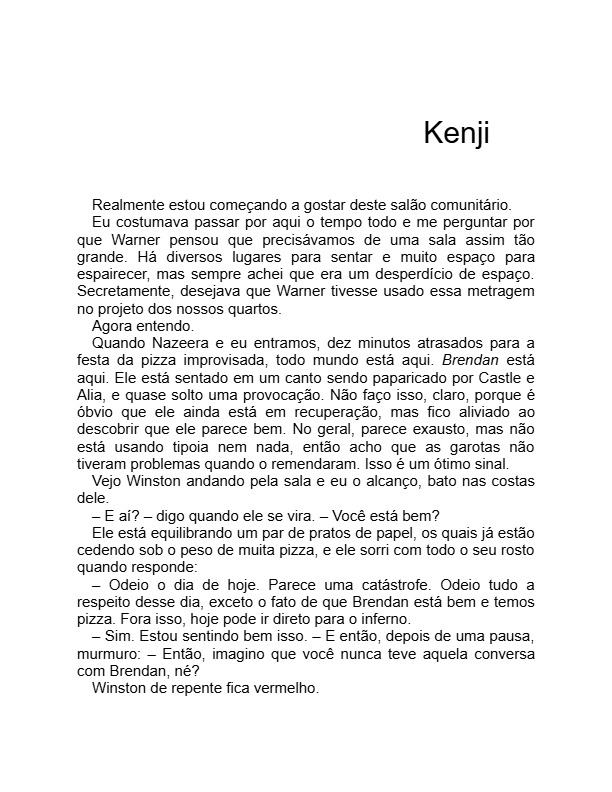 Kenji
Realmente estou começando a gostar deste salão comunitário.
Eu costumava passar por aqui o tempo todo e me perguntar por
que Warner pensou que precisávamos de uma sala assim tão
grande. Há diversos lugares para sentar e muito espaço para
espairecer, mas sempre achei que era um desperdício de espaço.
Secretamente, desejava que Warner tivesse usado essa metragem
no projeto dos nossos quartos.
Agora entendo.
Quando Nazeera e eu entramos, dez minutos atrasados para a
festa da pizza improvisada, todo mundo está aqui. Brendan está
aqui. Ele está sentado em um canto sendo paparicado por Castle e
Alia, e quase solto uma provocação. Não faço isso, claro, porque é
óbvio que ele ainda está em recuperação, mas fico aliviado ao
descobrir que ele parece bem. No geral, parece exausto, mas não
está usando tipoia nem nada, então acho que as garotas não
tiveram problemas quando o remendaram. Isso é um ótimo sinal.
Vejo Winston andando pela sala e eu o alcanço, bato nas costas
dele.
– E aí? – digo quando ele se vira. – Você está bem?
Ele está equilibrando um par de pratos de papel, os quais já estão
cedendo sob o peso de muita pizza, e ele sorri com todo o seu rosto
quando responde:
– Odeio o dia de hoje. Parece uma catástrofe. Odeio tudo a
respeito desse dia, exceto o fato de que Brendan está bem e temos
pizza. Fora isso, hoje pode ir direto para o inferno.
– Sim. Estou sentindo bem isso. – E então, depois de uma pausa,
murmuro: – Então, imagino que você nunca teve aquela conversa
com Brendan, né?
Winston de repente fica vermelho.